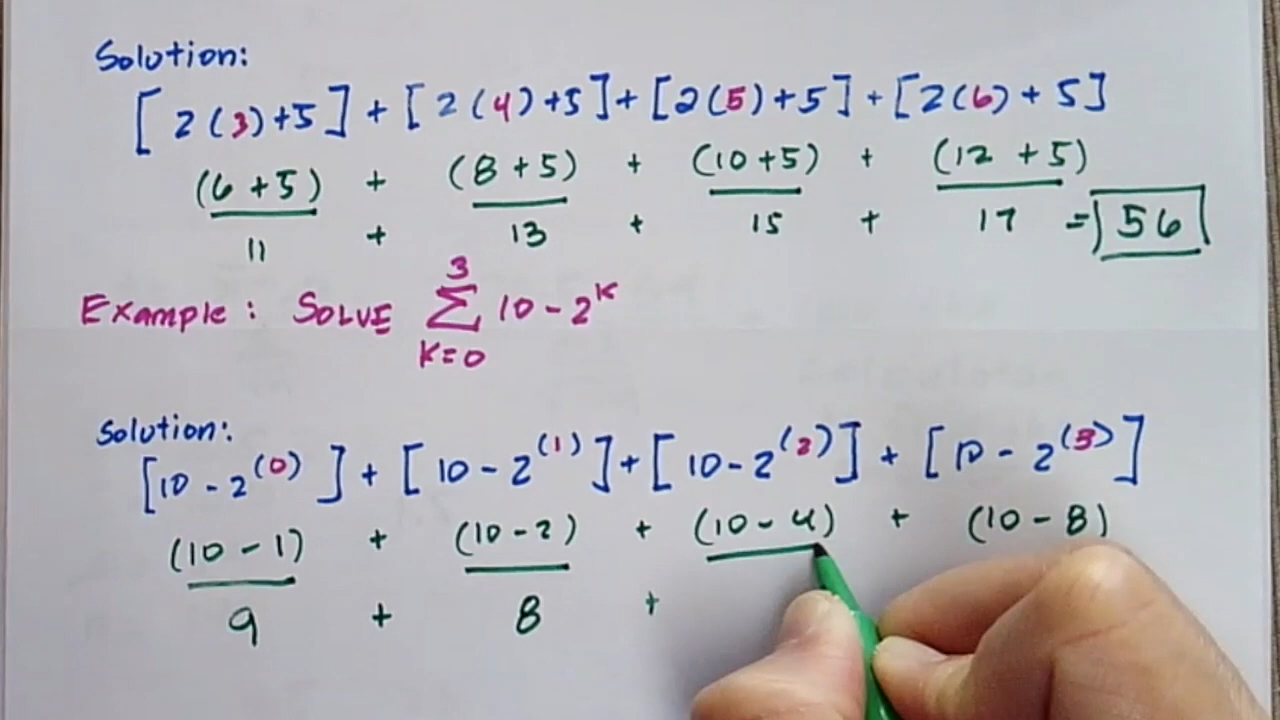 Solution:
[2(3)+5] + [2(4)+5] + [2(5)+5] + [2(6)+5]
(6+5) + (8+5) + (10+5) + (12+5)
11 + 13 + 15 + 17 = 56
Example: SOLVE
3
∑ 10-2^k
K=0
Solution:
[10-2^(0)] + [10-2^(1)] + [10-2^(2)] + [10-2^(3)]
(10-1) + (10-2) + (10-4) + (10-8)
9 + 8 +